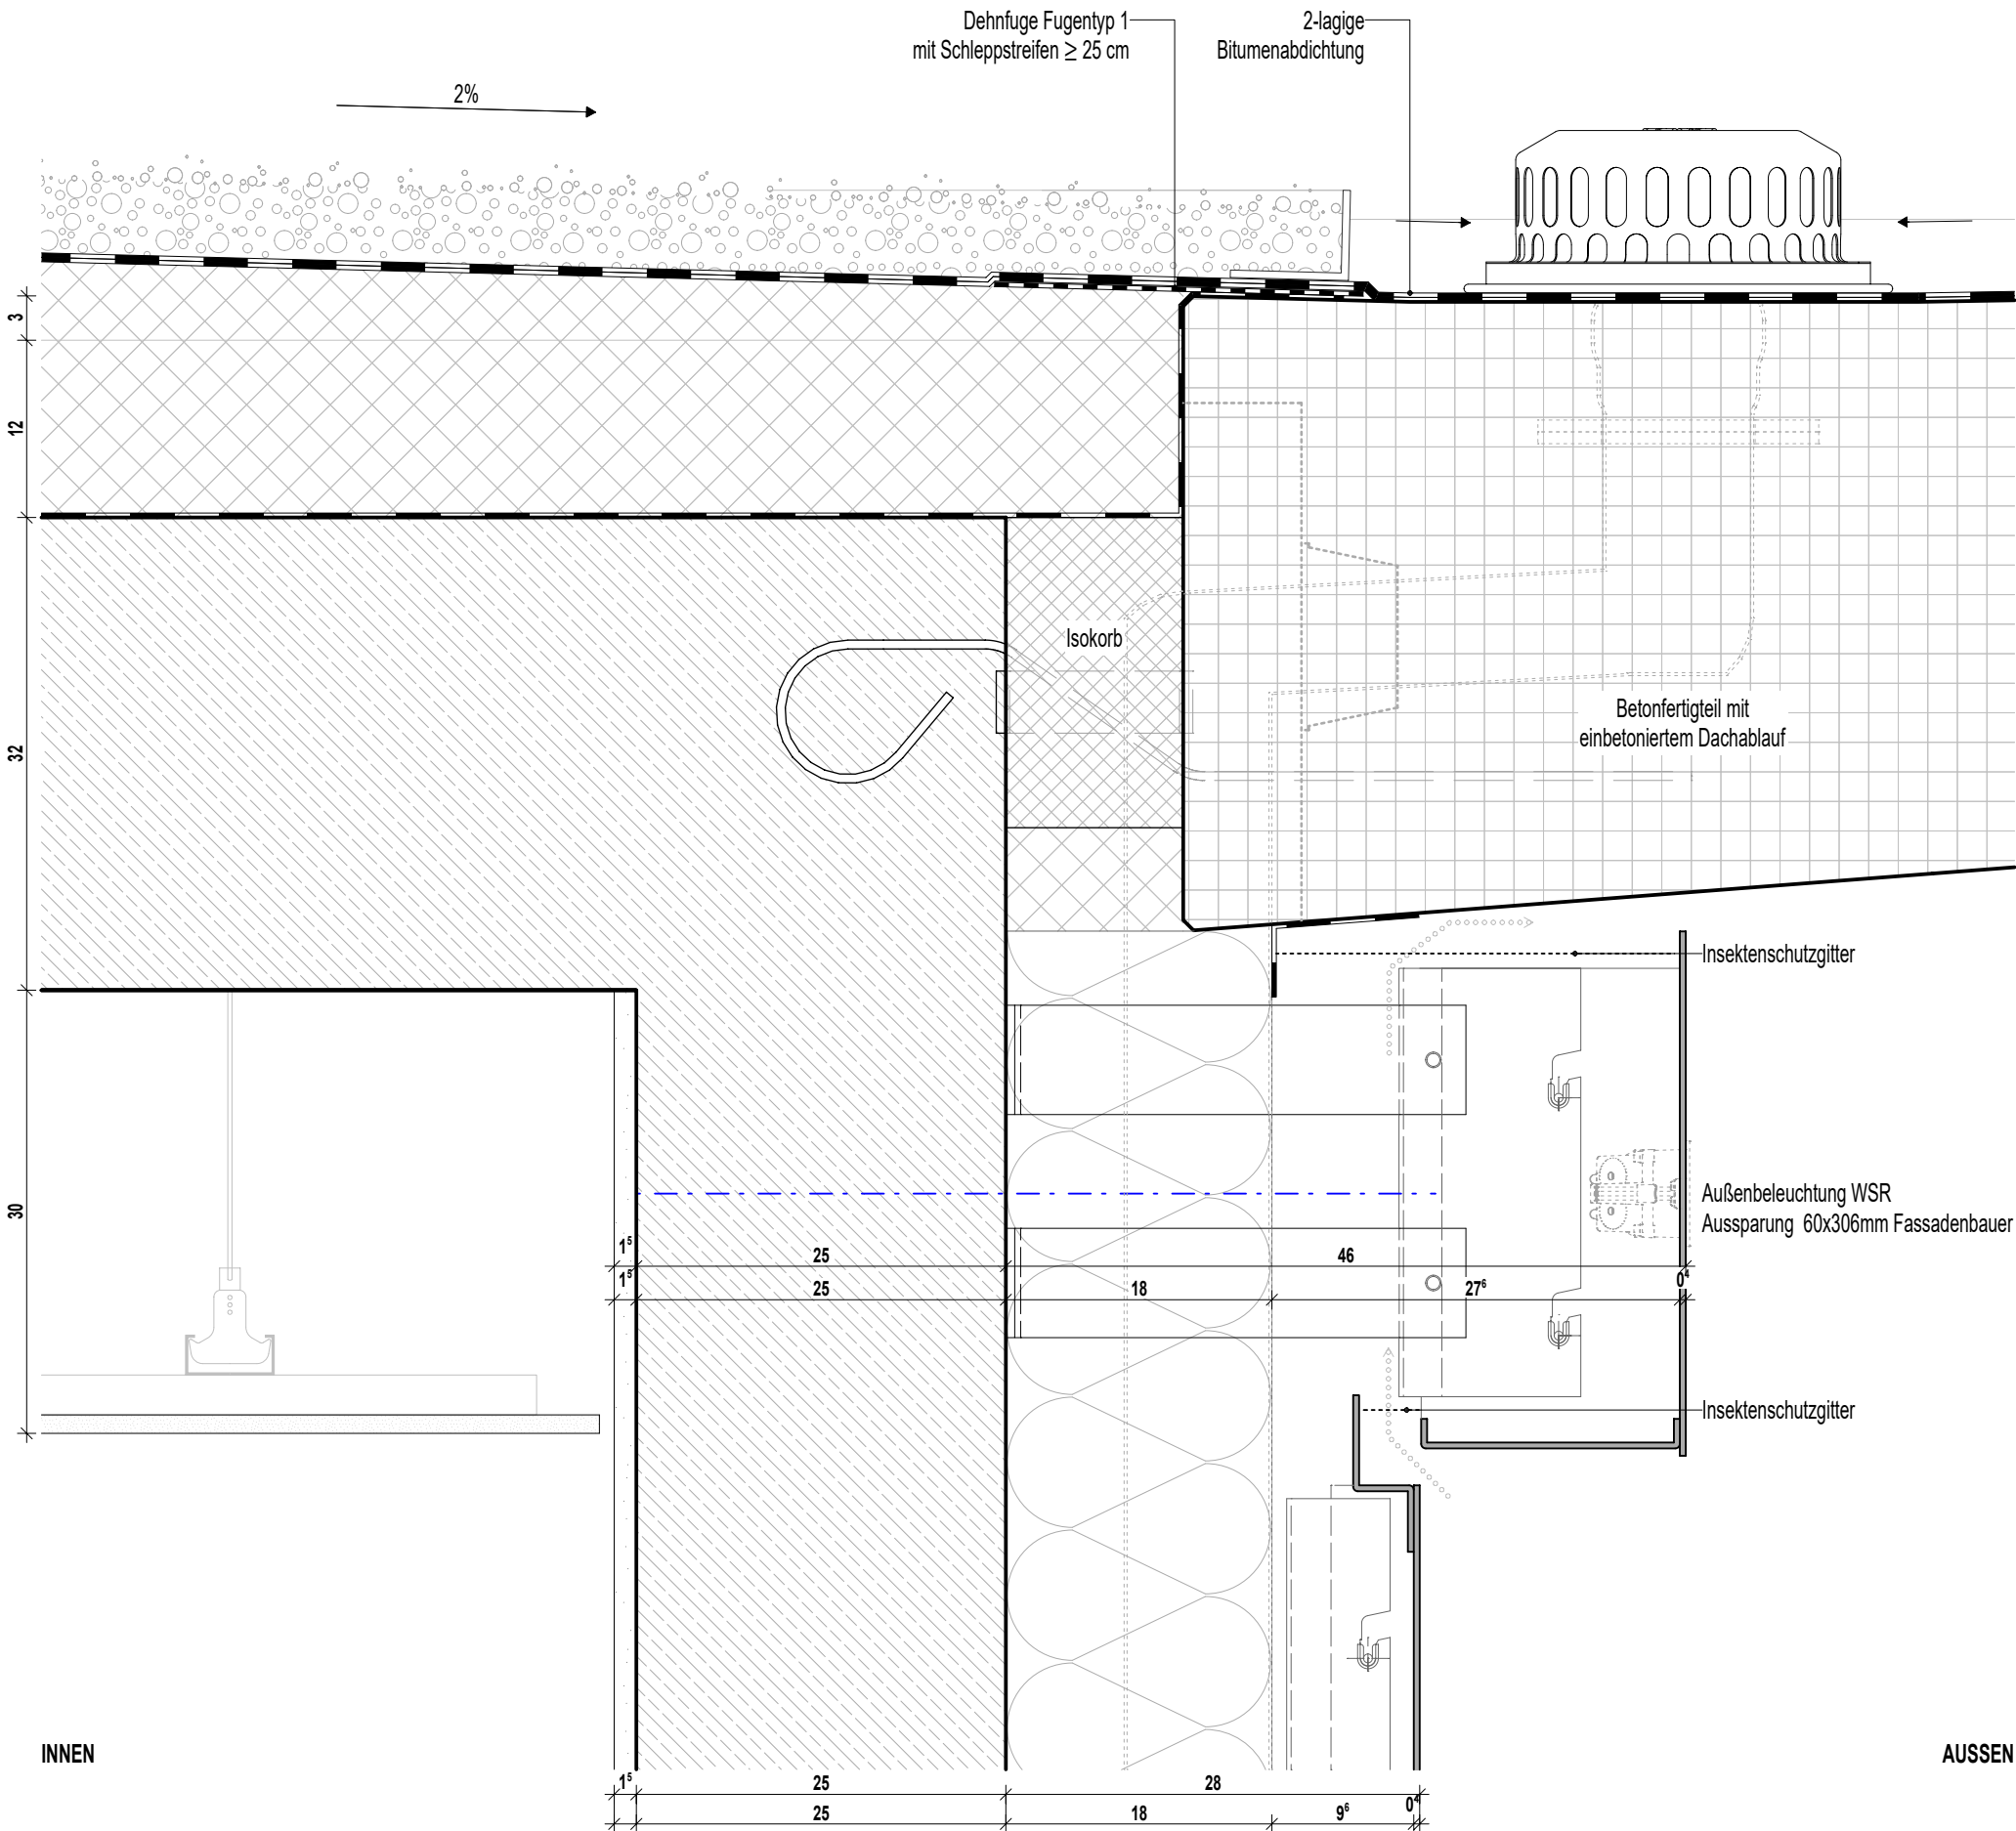 Dehnfuge Fugentyp 1
mit Schleppstreifen ≥ 25 cm
2-lagige
Bitumenabdichtung
2%
3
12
32
30
Isokorb
Betonfertigteil mit
einbetoniertem Dachablauf
Insektenschutzgitter
Außenbeleuchtung WSR
Aussparung 60x306mm Fassadenbauer
1⁵ 25 46
1⁵ 25 18 27⁶ 0⁴
Insektenschutzgitter
INNEN
AUSSEN
1⁵ 25 28
25 18 9⁶ 0⁴